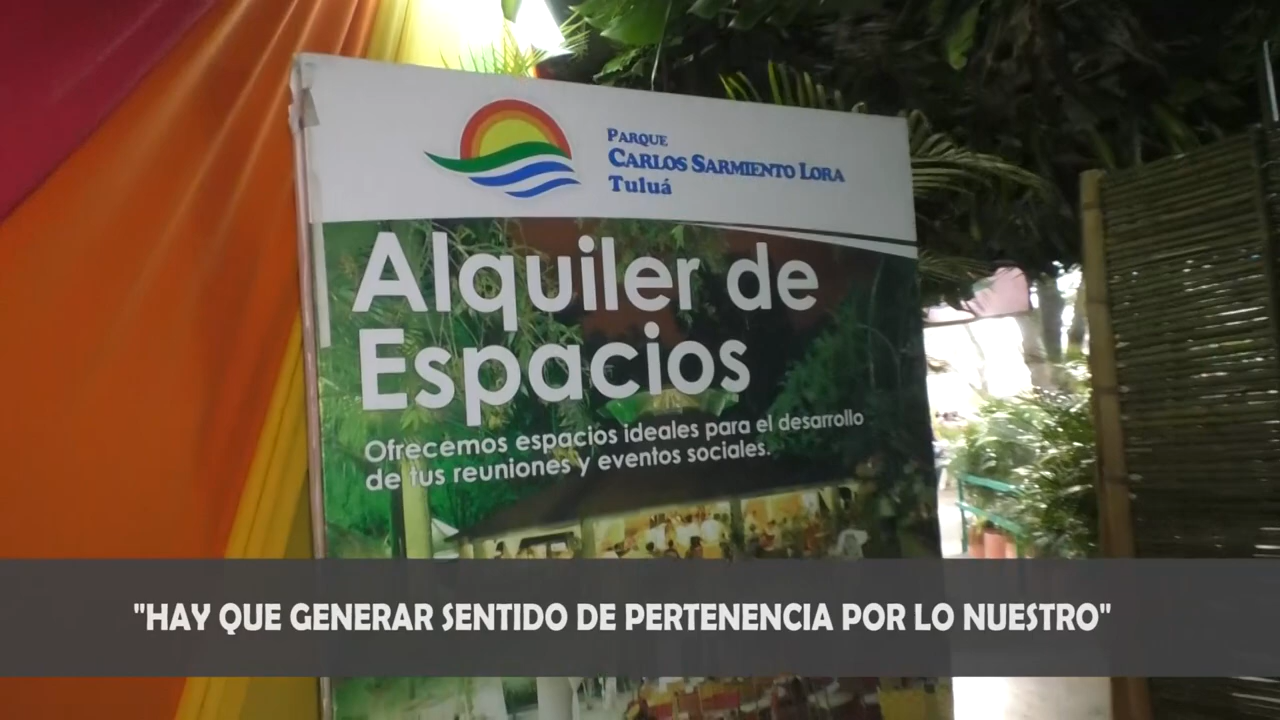 PARQUE
CARLOS SARMIENTO LORA
Tuluá
Alquiler de
Espacios
Ofrecemos espacios ideales para el desarrollo
de tus reuniones y eventos sociales.
"HAY QUE GENERAR SENTIDO DE PERTENENCIA POR LO NUESTRO"